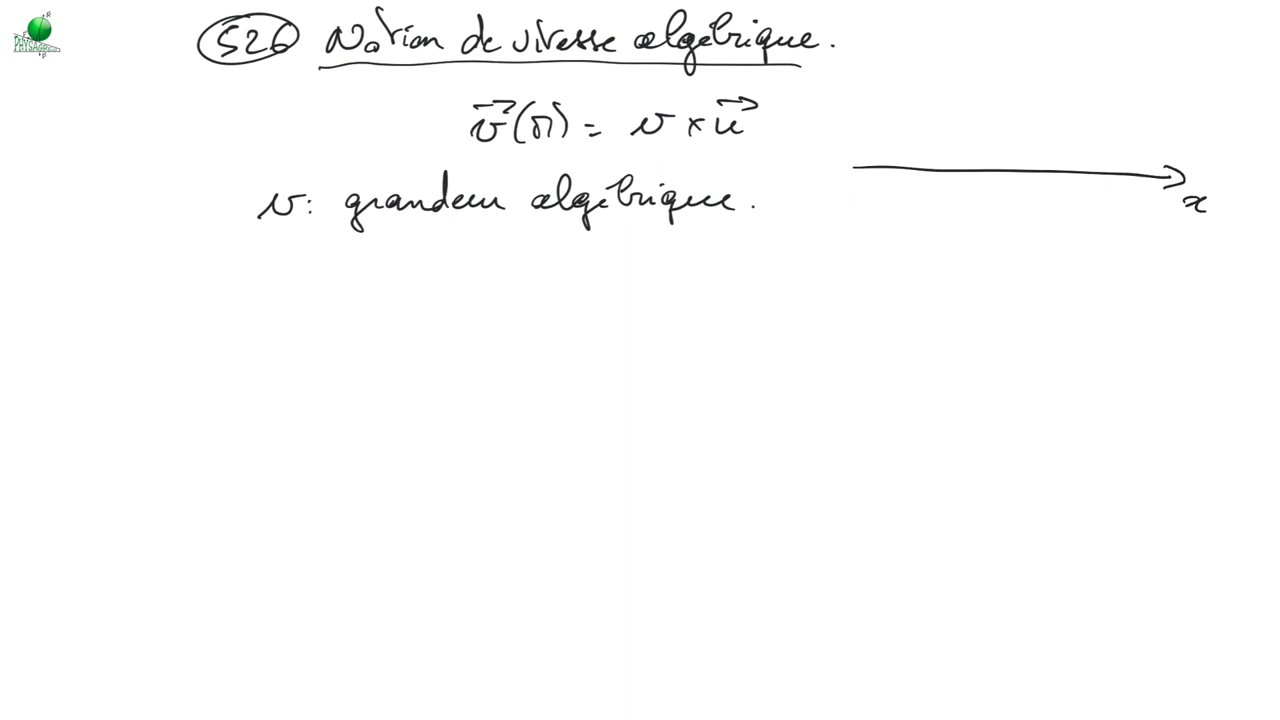 526 Notion de vitesse algébrique.
v⃗(M) = v × u⃗
v: grandeur algébrique.
x